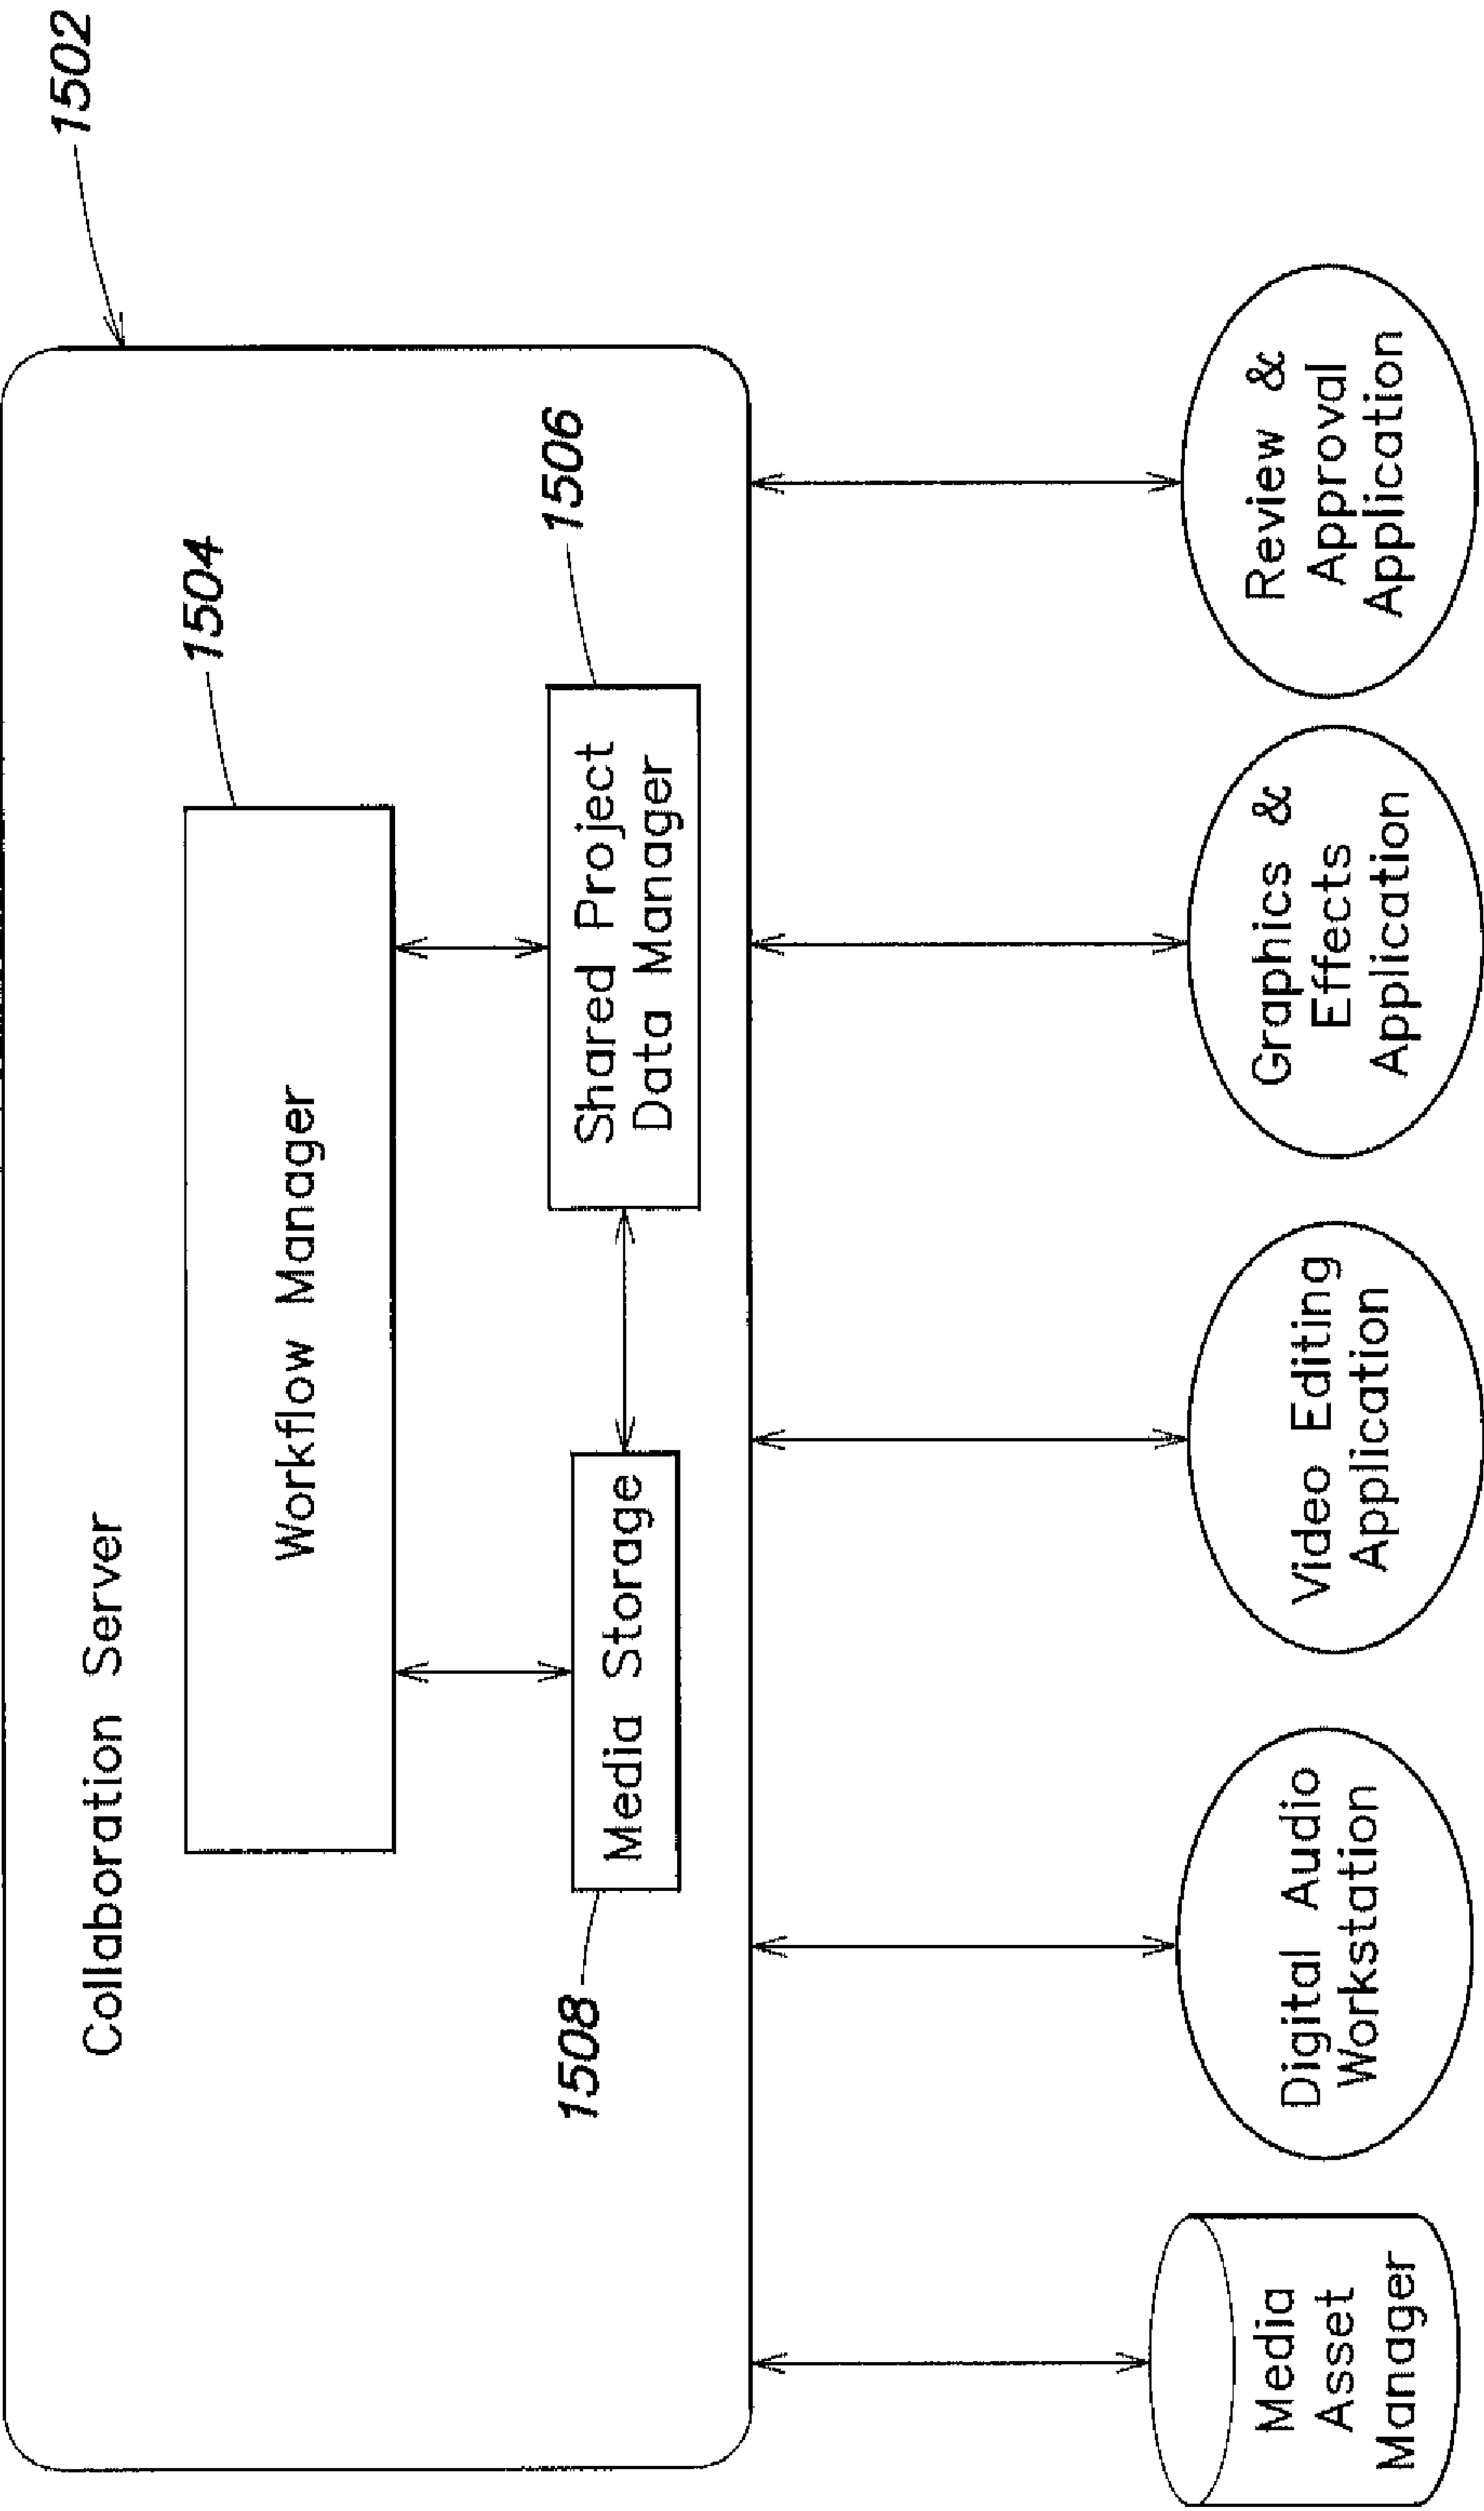 1502
Collaboration Server
1504
Workflow Manager
1508
Media Storage
1506
Shared Project
Data Manager
Media
Asset
Manager
Digital Audio
Workstation
Video Editing
Application
Graphics &
Effects
Application
Review &
Approval
Application